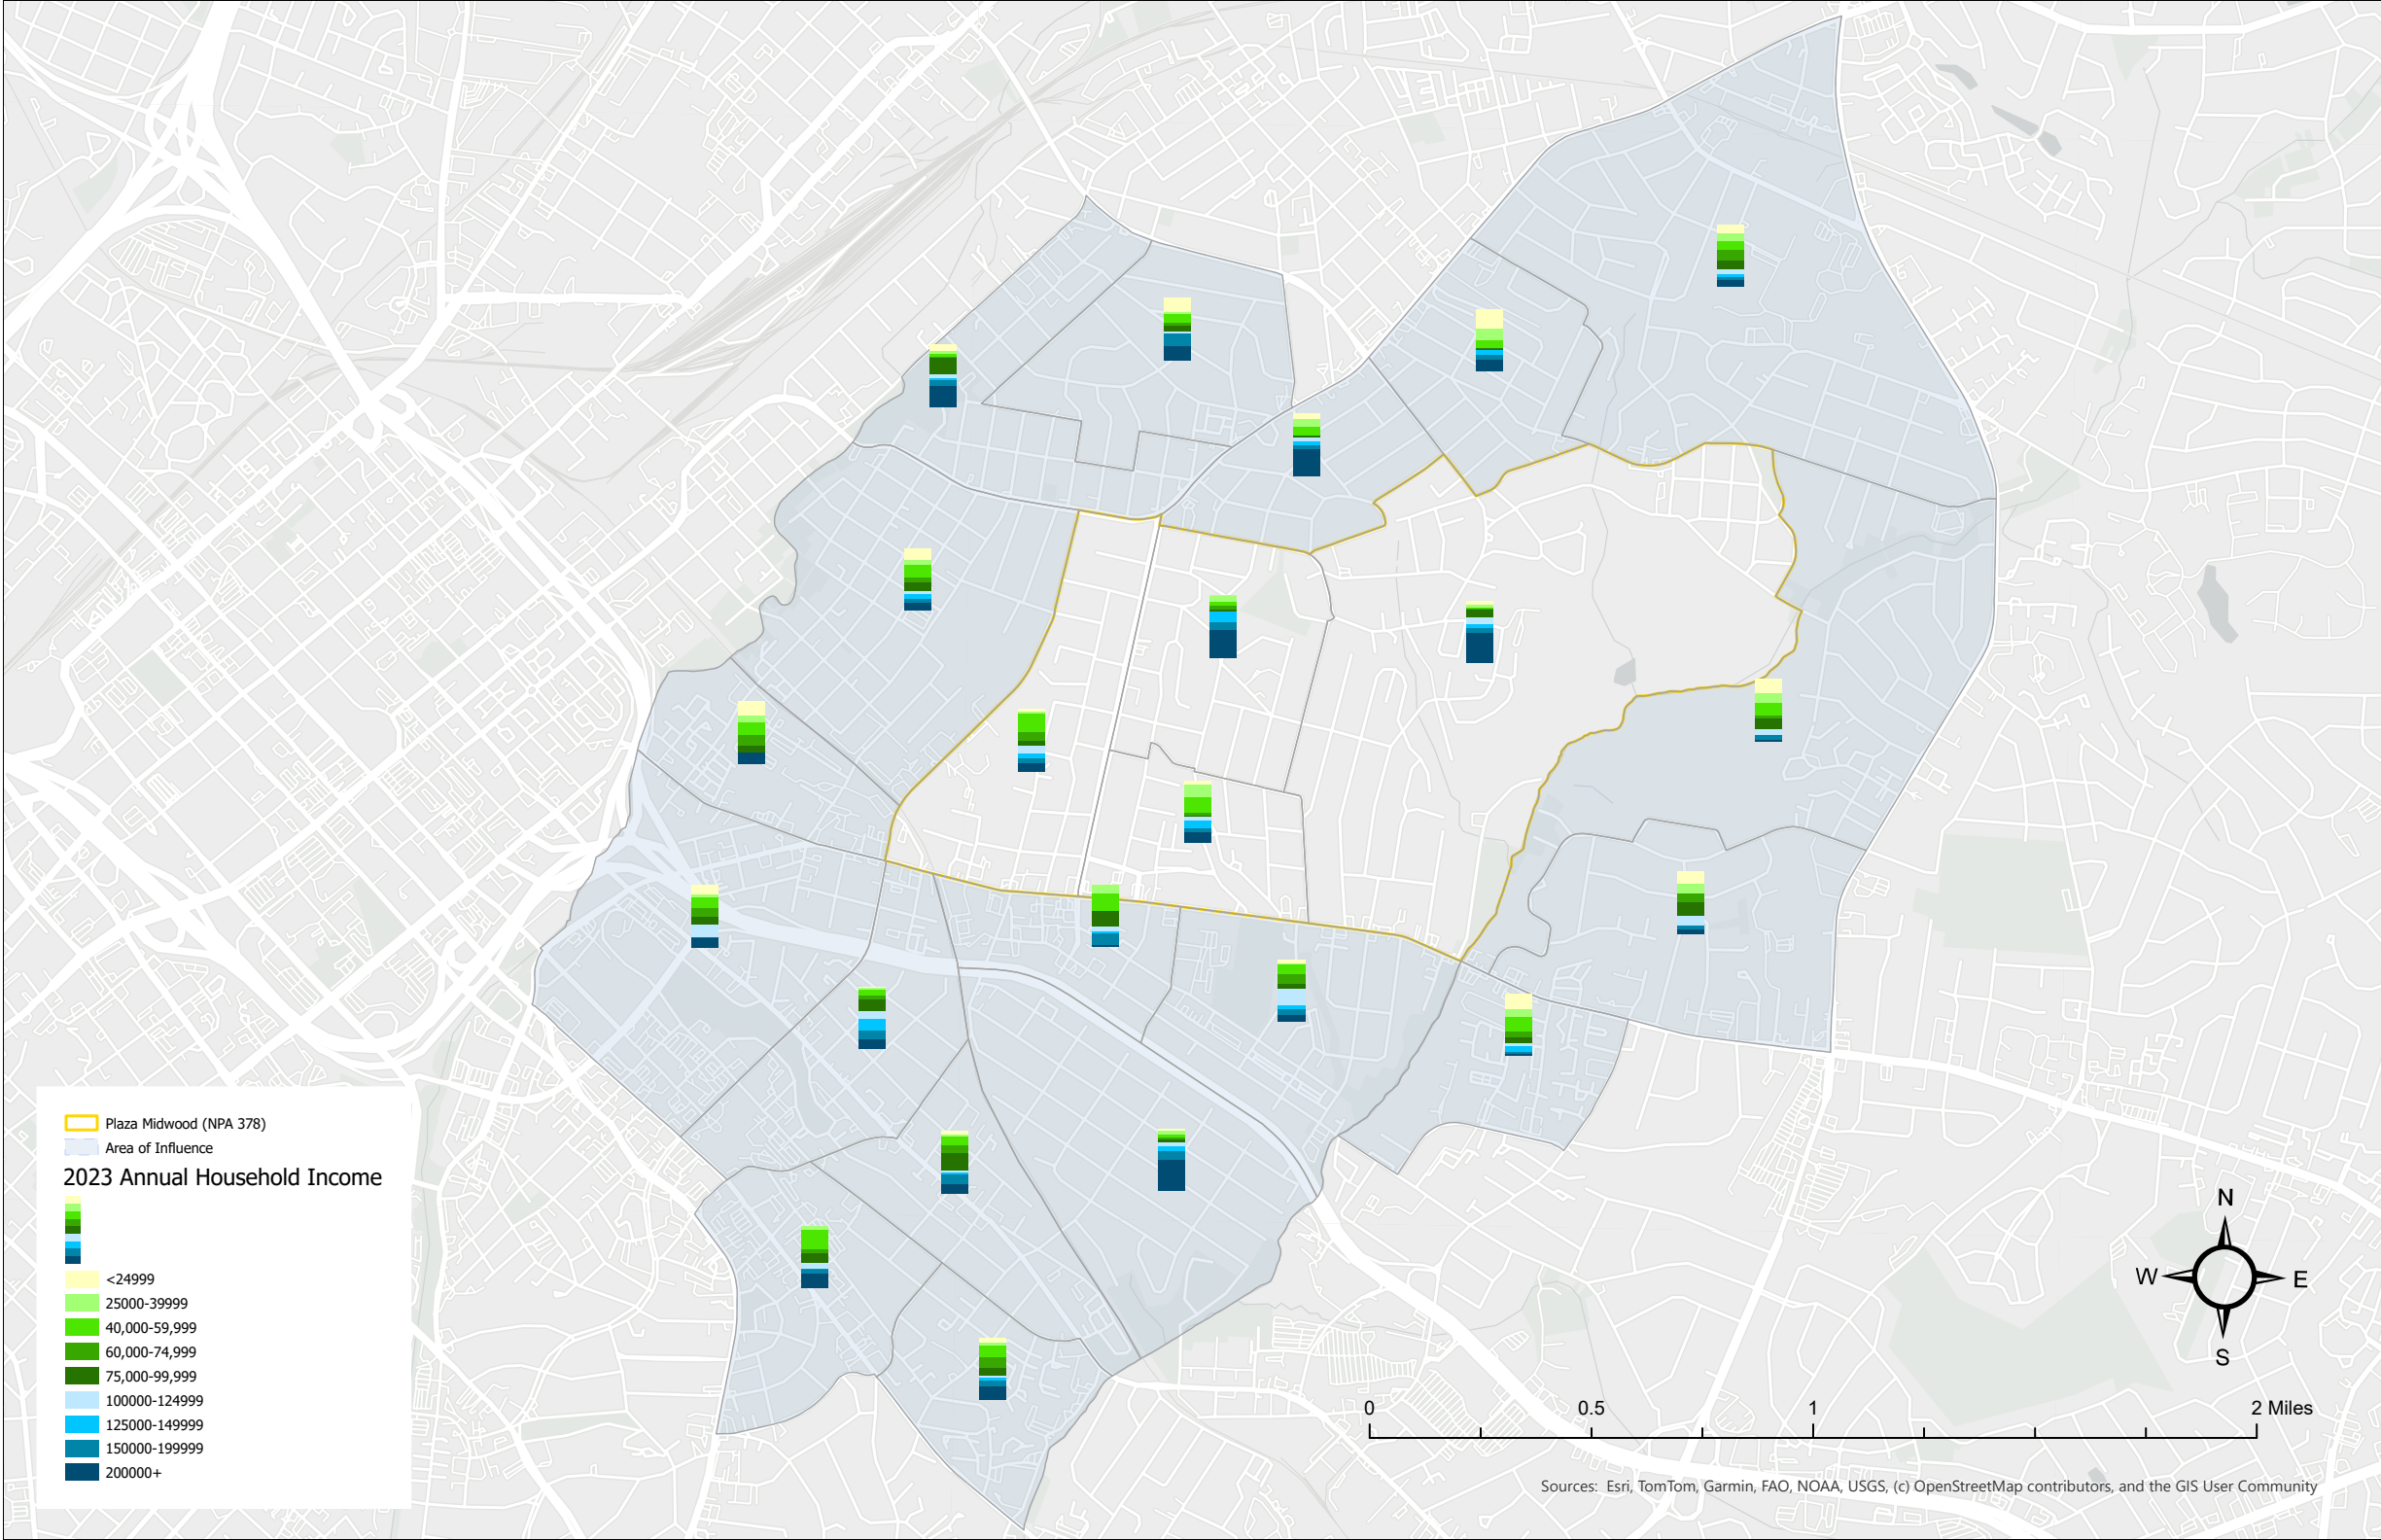 Plaza Midwood (NPA 378)
Area of Influence
2023 Annual Household Income
<24999
25000-39999
40,000-59,999
60,000-74,999
75,000-99,999
100000-124999
125000-149999
150000-199999
200000+
N
W E
S
0 0.5 1 2 Miles
Sources: Esri, TomTom, Garmin, FAO, NOAA, USGS, (c) OpenStreetMap contributors, and the GIS User Community